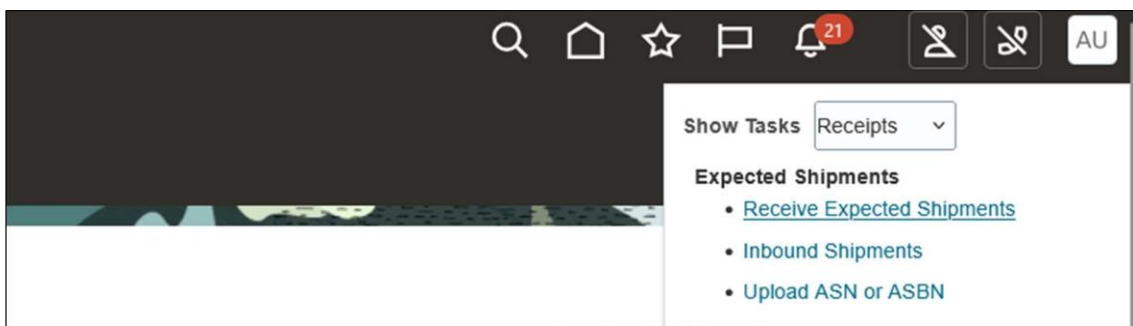 21
AU
Show Tasks Receipts
Expected Shipments
• Receive Expected Shipments
• Inbound Shipments
• Upload ASN or ASBN